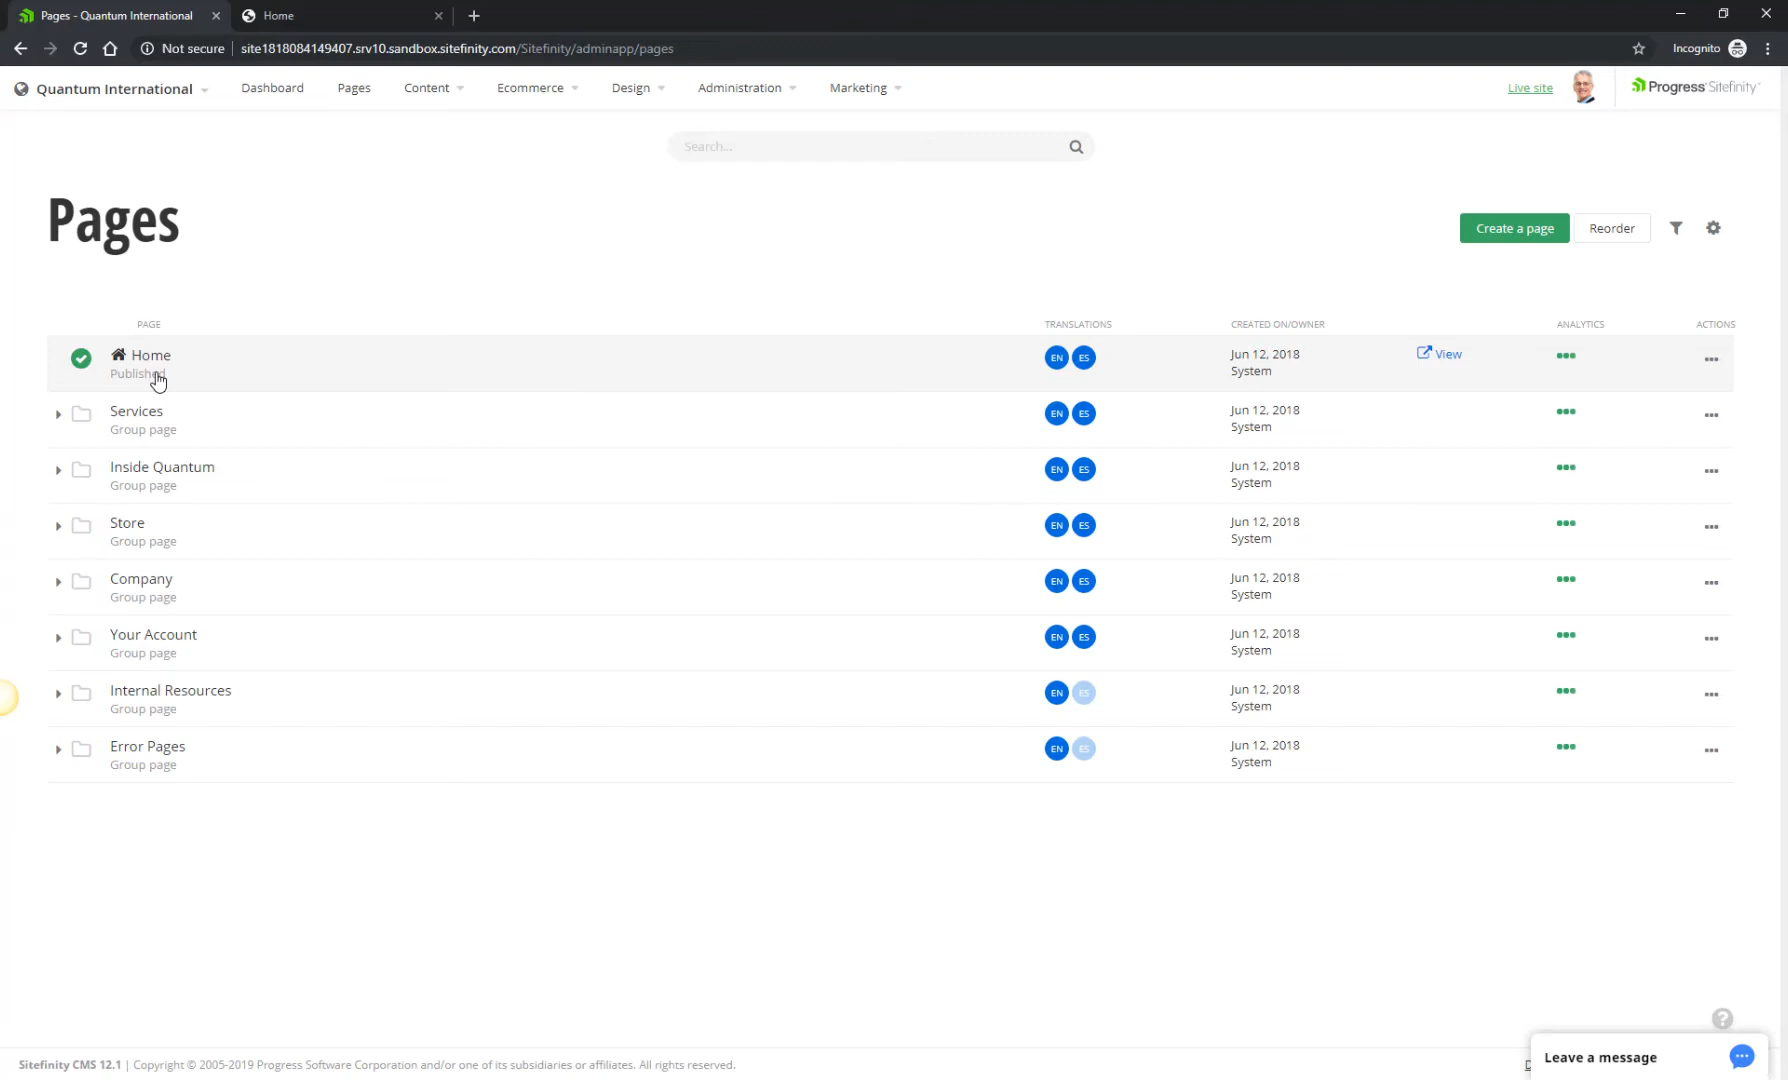 Pages - Quantum International
Home
Not secure
site1818084149407.srv10.sandbox.sitefinity.com/Sitefinity/adminapp/pages
Incognito
Quantum International
Dashboard
Pages
Content
Ecommerce
Design
Administration
Marketing
Live site
Progress Sitefinity
Search...
Pages
Create a page
Reorder
PAGE
TRANSLATIONS
CREATED ON/OWNER
ANALYTICS
ACTIONS
Home
Published
EN ES
Jun 12, 2018
System
View
Services
Group page
EN ES
Jun 12, 2018
System
Inside Quantum
Group page
EN ES
Jun 12, 2018
System
Store
Group page
EN ES
Jun 12, 2018
System
Company
Group page
EN ES
Jun 12, 2018
System
Your Account
Group page
EN ES
Jun 12, 2018
System
Internal Resources
Group page
EN ES
Jun 12, 2018
System
Error Pages
Group page
EN ES
Jun 12, 2018
System
?
Sitefinity CMS 12.1 | Copyright © 2005-2019 Progress Software Corporation and/or one of its subsidiaries or affiliates. All rights reserved.
Leave a message